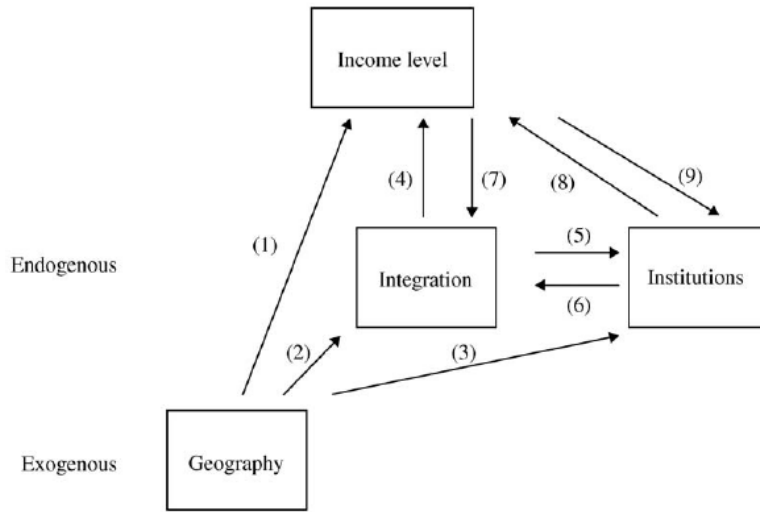 Income level
(4)
(7)
(8)
(9)
(1)
Endogenous
Integration
(5)
(6)
Institutions
(2)
(3)
Exogenous
Geography